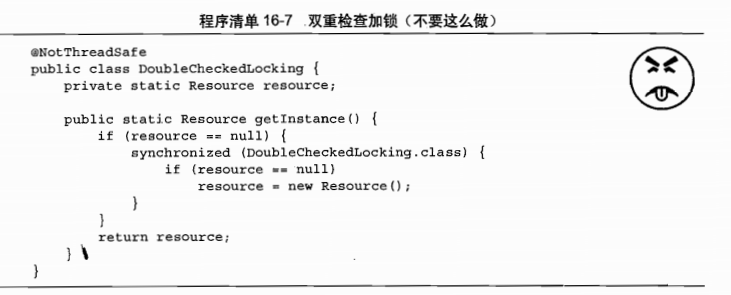 程序清单 16-7 双重检查加锁（不要这么做）
@NotThreadSafe
public class DoubleCheckedLocking {
    private static Resource resource;

    public static Resource getInstance() {
        if (resource == null) {
            synchronized (DoubleCheckedLocking.class) {
                if (resource == null)
                    resource = new Resource();
            }
        }
        return resource;
    }
}